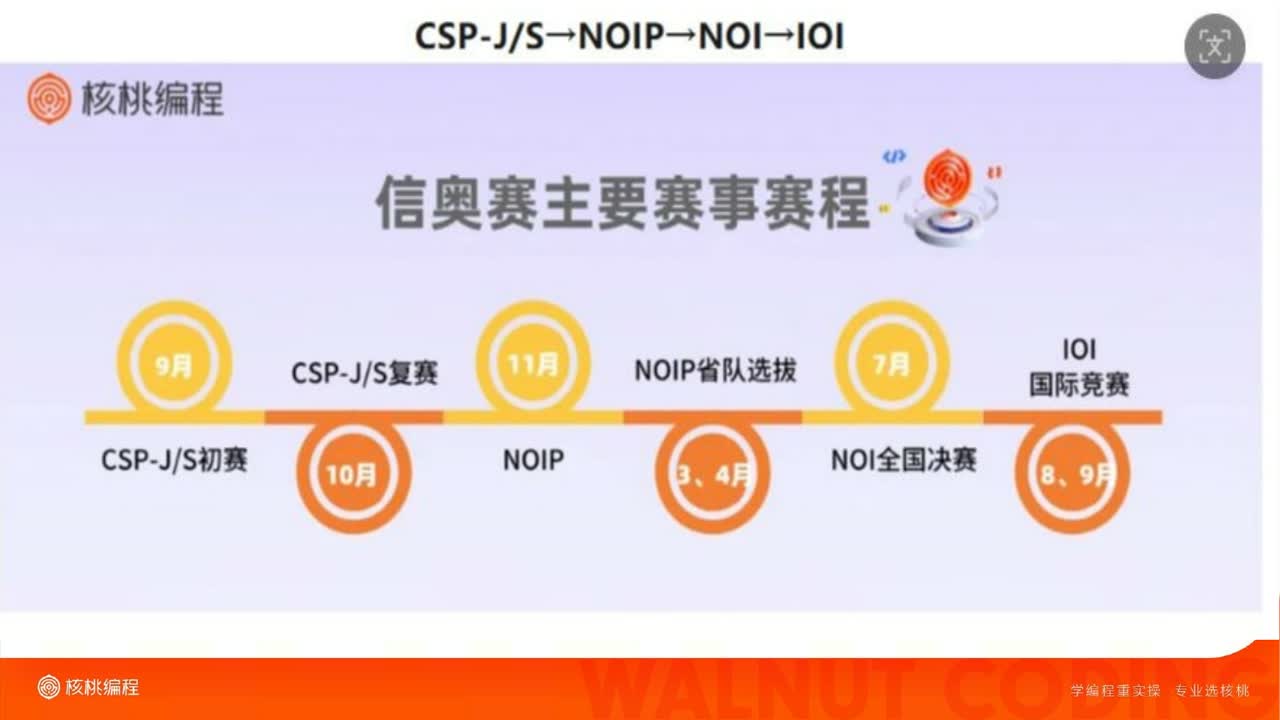 CSP-J/S→NOIP→NOI→IOI
文
核桃编程
信奥赛主要赛事赛程
9月
CSP-J/S初赛
CSP-J/S复赛
10月
11月
NOIP
NOIP省队选拔
3、4月
7月
NOI全国决赛
IOI
国际竞赛
8、9月
核桃编程
WALNUT CODING
学编程重实操 专业选核桃